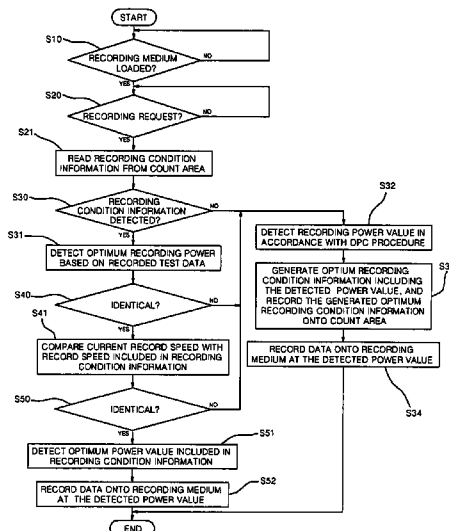 START
S10
RECORDING MEDIUM
LOADED?
NO
YES
S20
RECORDING REQUEST?
NO
YES
S21
READ RECORDING CONDITION
INFORMATION FROM COUNT AREA
S30
RECORDING
CONDITION INFORMATION
DETECTED?
NO
YES
S31
DETECT OPTIMUM RECORDING POWER
BASED ON RECORDED TEST DATA
S40
IDENTICAL?
NO
YES
S41
COMPARE CURRENT RECORD SPEED WITH
RECORD SPEED INCLUDED IN RECORDING
CONDITION INFORMATION
S50
IDENTICAL?
NO
YES
S51
DETECT OPTIMUM POWER VALUE INCLUDED IN
RECORDING CONDITION INFORMATION
S52
RECORD DATA ONTO RECORDING MEDIUM
AT THE DETECTED POWER VALUE
END
S32
DETECT RECORDING POWER VALUE IN
ACCORDANCE WITH DPC PROCEDURE
S3
GENERATE OPTIUM RECORDING
CONDITION INFORMATION INCLUDING
THE DETECTED POWER VALUE, AND
RECORD THE GENERATED OPTIMUM
RECORDING CONDITION INFORMATION
ONTO COUNT AREA
RECORD DATA ONTO RECORDING
MEDIUM AT THE DETECTED POWER VALUE
S34